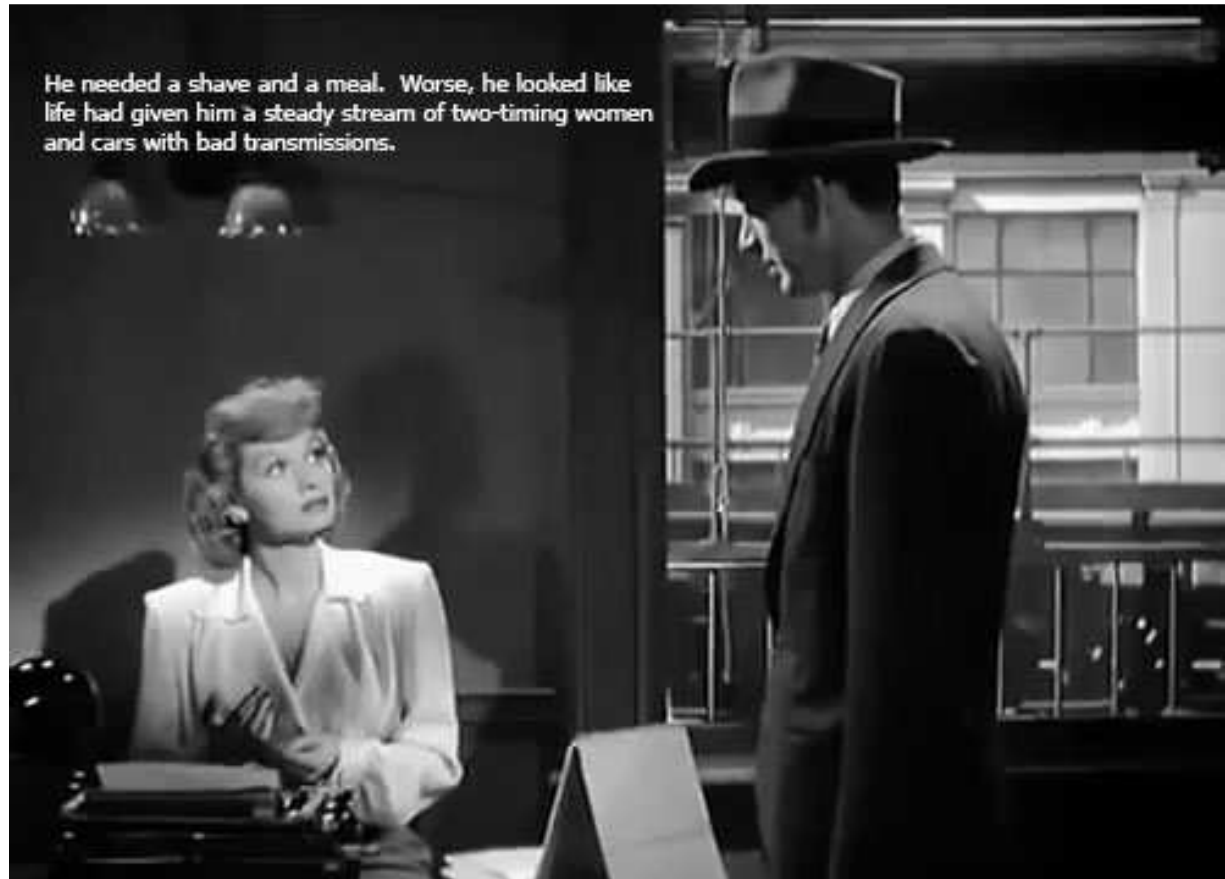 He needed a shave and a meal.  Worse, he looked like
life had given him a steady stream of two-timing women
and cars with bad transmissions.